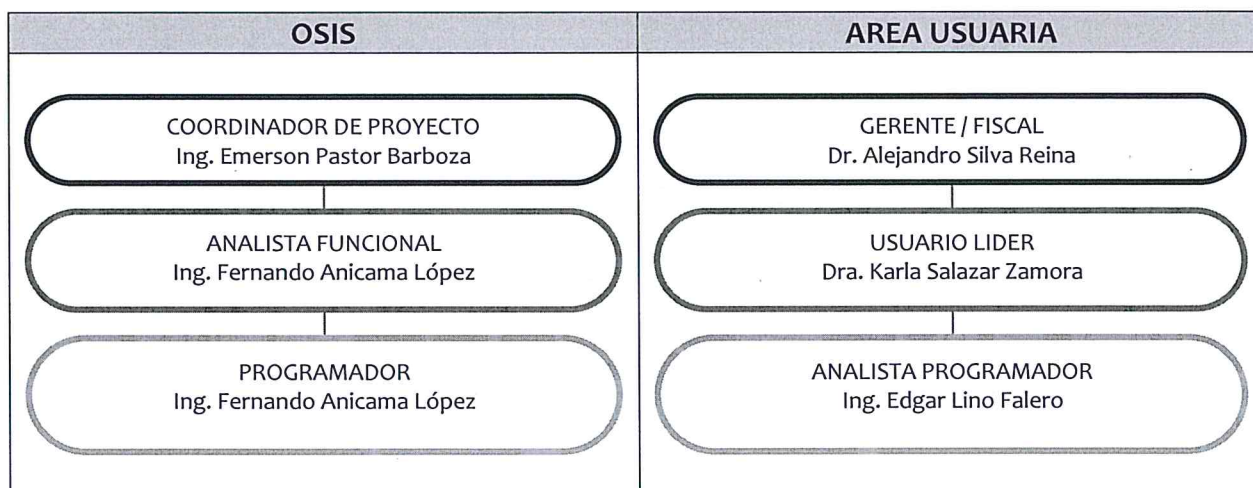 OSIS
COORDINADOR DE PROYECTO
Ing. Emerson Pastor Barboza
ANALISTA FUNCIONAL
Ing. Fernando Anicama López
PROGRAMADOR
Ing. Fernando Anicama López
AREA USUARIA
GERENTE / FISCAL
Dr. Alejandro Silva Reina
USUARIO LIDER
Dra. Karla Salazar Zamora
ANALISTA PROGRAMADOR
Ing. Edgar Lino Falero